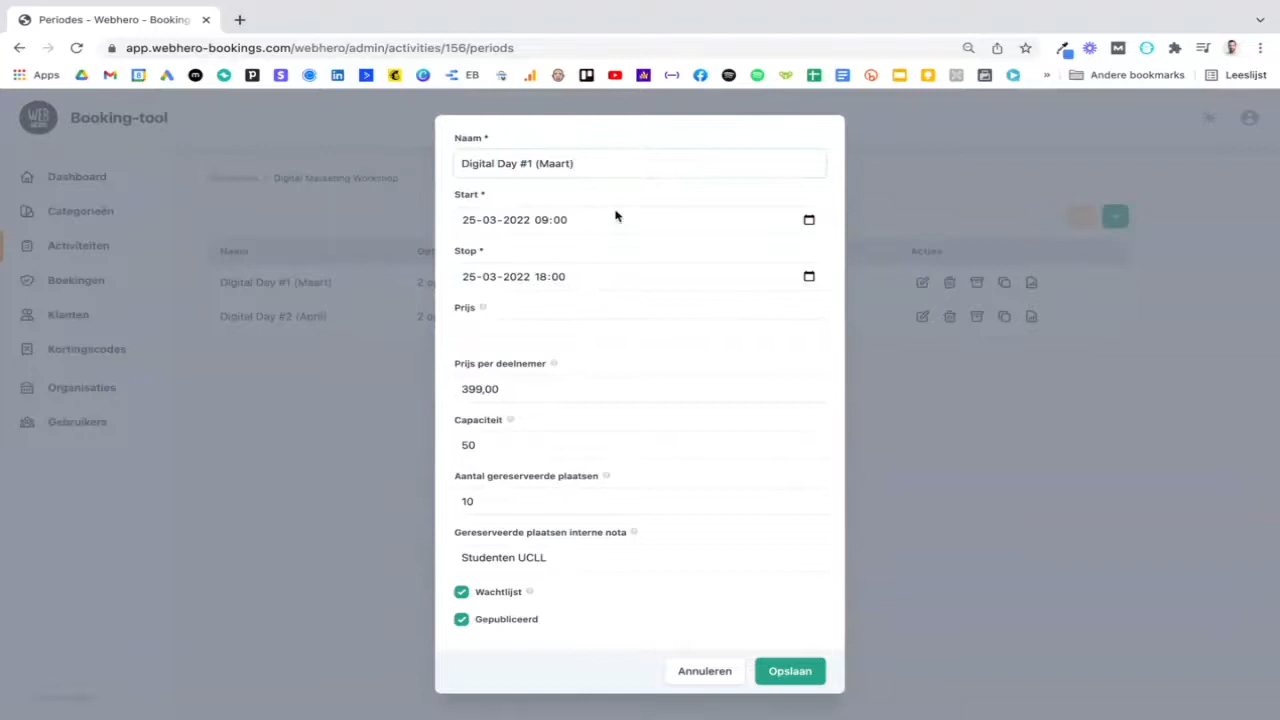 Periodes – Webhero - Booking
app.webhero-bookings.com/webhero/admin/activities/156/periods
Apps
EB
»
Andere bookmarks
Leeslijst
WEB
Booking-tool
Dashboard
Categorieën
Activiteiten
Boekingen
Klanten
Kortingscodes
Organisaties
Gebruikers
Digital Marketing Workshop
Naam
Acties
Digital Day #1 (Maart)
2 o
Digital Day #2 (April)
2 o
Naam *
Digital Day #1 (Maart)
Start *
25-03-2022 09:00
Stop *
25-03-2022 18:00
Prijs
Prijs per deelnemer
399,00
Capaciteit
50
Aantal gereserveerde plaatsen
10
Gereserveerde plaatsen interne nota
Studenten UCLL
Wachtlijst
Gepubliceerd
Annuleren
Opslaan